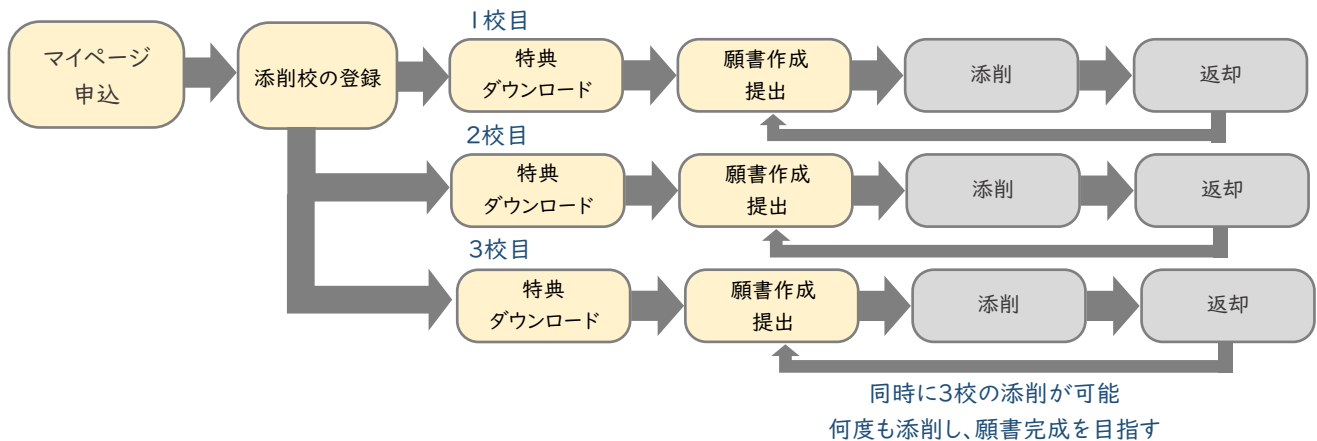 1校目
マイページ
申込
添削校の登録
特典
ダウンロード
願書作成
提出
添削
返却
2校目
特典
ダウンロード
願書作成
提出
添削
返却
3校目
特典
ダウンロード
願書作成
提出
添削
返却
同時に3校の添削が可能
何度も添削し、願書完成を目指す